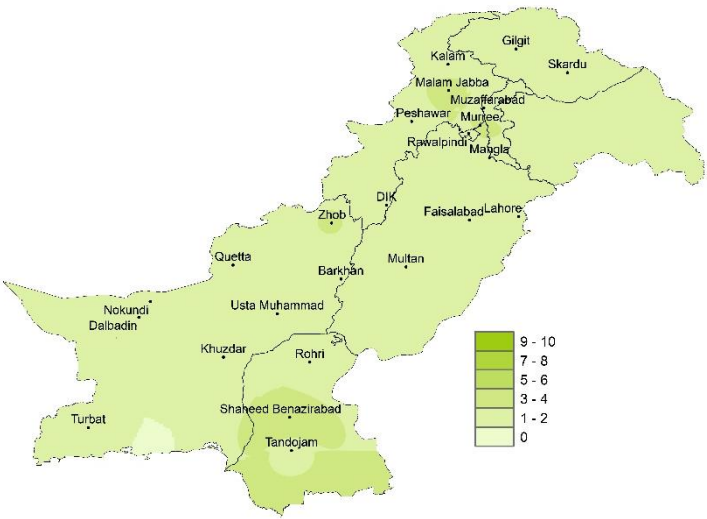 Gilgit
Kalam
Skardu
Malam Jabba
Muzaffarabad
Peshawar
Murree
Rawalpindi
Mangla
DIK
Zhob
Faisalabad
Lahore
Quetta
Multan
Barkhan
Nokundi
Usta Muhammad
Dalbadin
Khuzdar
Rohri
Shaheed Benazirabad
Turbat
Tandojam
9 - 10
7 - 8
5 - 6
3 - 4
1 - 2
0